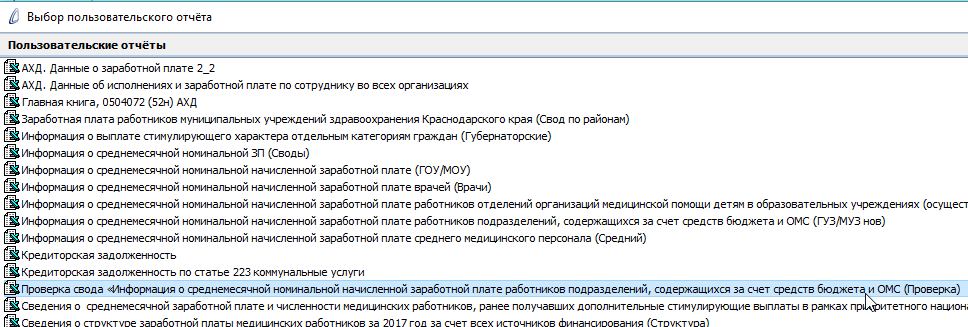 Выбор пользовательского отчёта
Пользовательские отчёты
АХД. Данные о заработной плате 2_2
АХД. Данные об исполнениях и заработной плате по сотруднику во всех организациях
Главная книга, 0504072 (52н) АХД
Заработная плата работников муниципальных учреждений здравоохранения Краснодарского края (Свод по районам)
Информация о выплате стимулирующего характера отдельным категориям граждан (Губернаторские)
Информация о среднемесячной номинальной ЗП (Своды)
Информация о среднемесячной номинальной начисленной заработной плате (ГОУ/МОУ)
Информация о среднемесячной номинальной начисленной заработной плате врачей (Врачи)
Информация о среднемесячной номинальной начисленной заработной плате работников отделений организаций медицинской помощи детям в образовательных учреждениях (осущест
Информация о среднемесячной номинальной начисленной заработной плате работников подразделений, содержащихся за счет средств бюджета и ОМС (ГУЗ/МУЗ нов)
Информация о среднемесячной номинальной начисленной заработной плате среднего медицинского персонала (Средний)
Кредиторская задолженность
Кредиторская задолженность по статье 223 коммунальные услуги
Проверка свода «Информация о среднемесячной номинальной начисленной заработной плате работников подразделений, содержащихся за счет средств бюджета и ОМС (Проверка)
Сведения о среднемесячной заработной плате и численности медицинских работников, ранее получавших дополнительные стимулирующие выплаты в рамках приоритетного национ
Сведения о структуре заработной платы медицинских работников за 2017 год за счет всех источников финансирования (Структура)